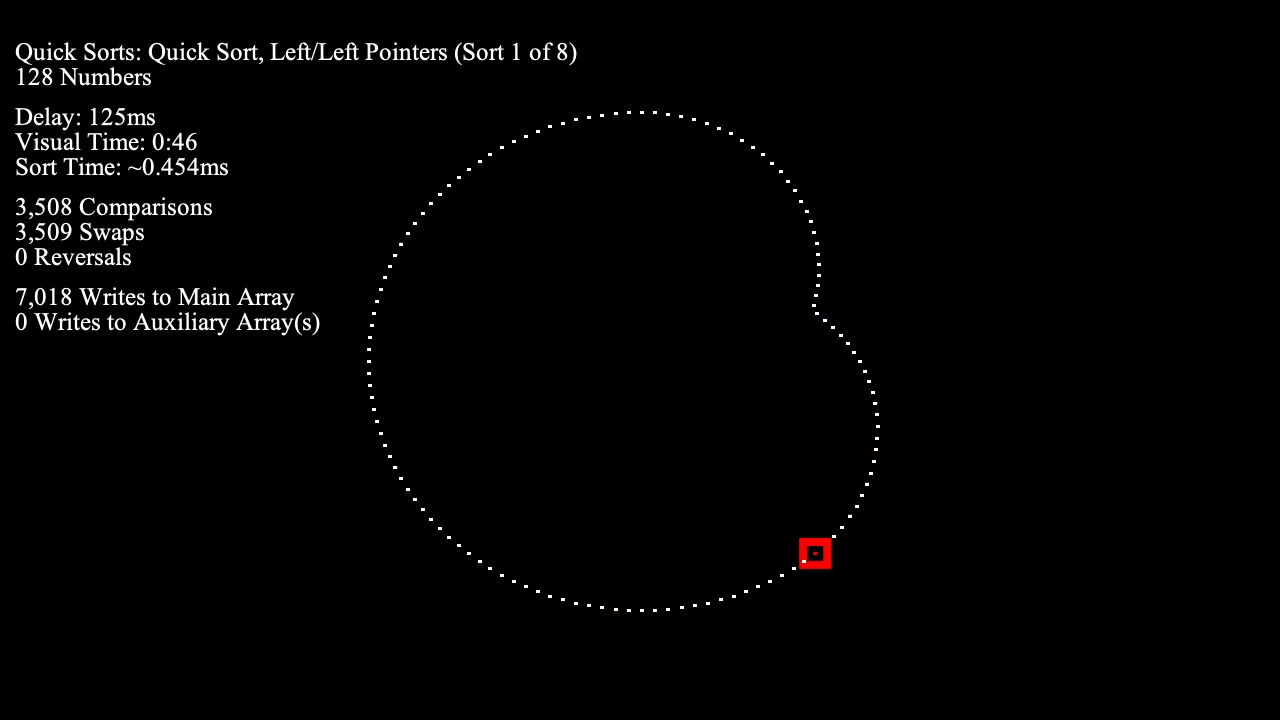 Quick Sorts: Quick Sort, Left/Left Pointers (Sort 1 of 8)
128 Numbers
Delay: 125ms
Visual Time: 0:46
Sort Time: ~0.454ms
3,508 Comparisons
3,509 Swaps
0 Reversals
7,018 Writes to Main Array
0 Writes to Auxiliary Array(s)